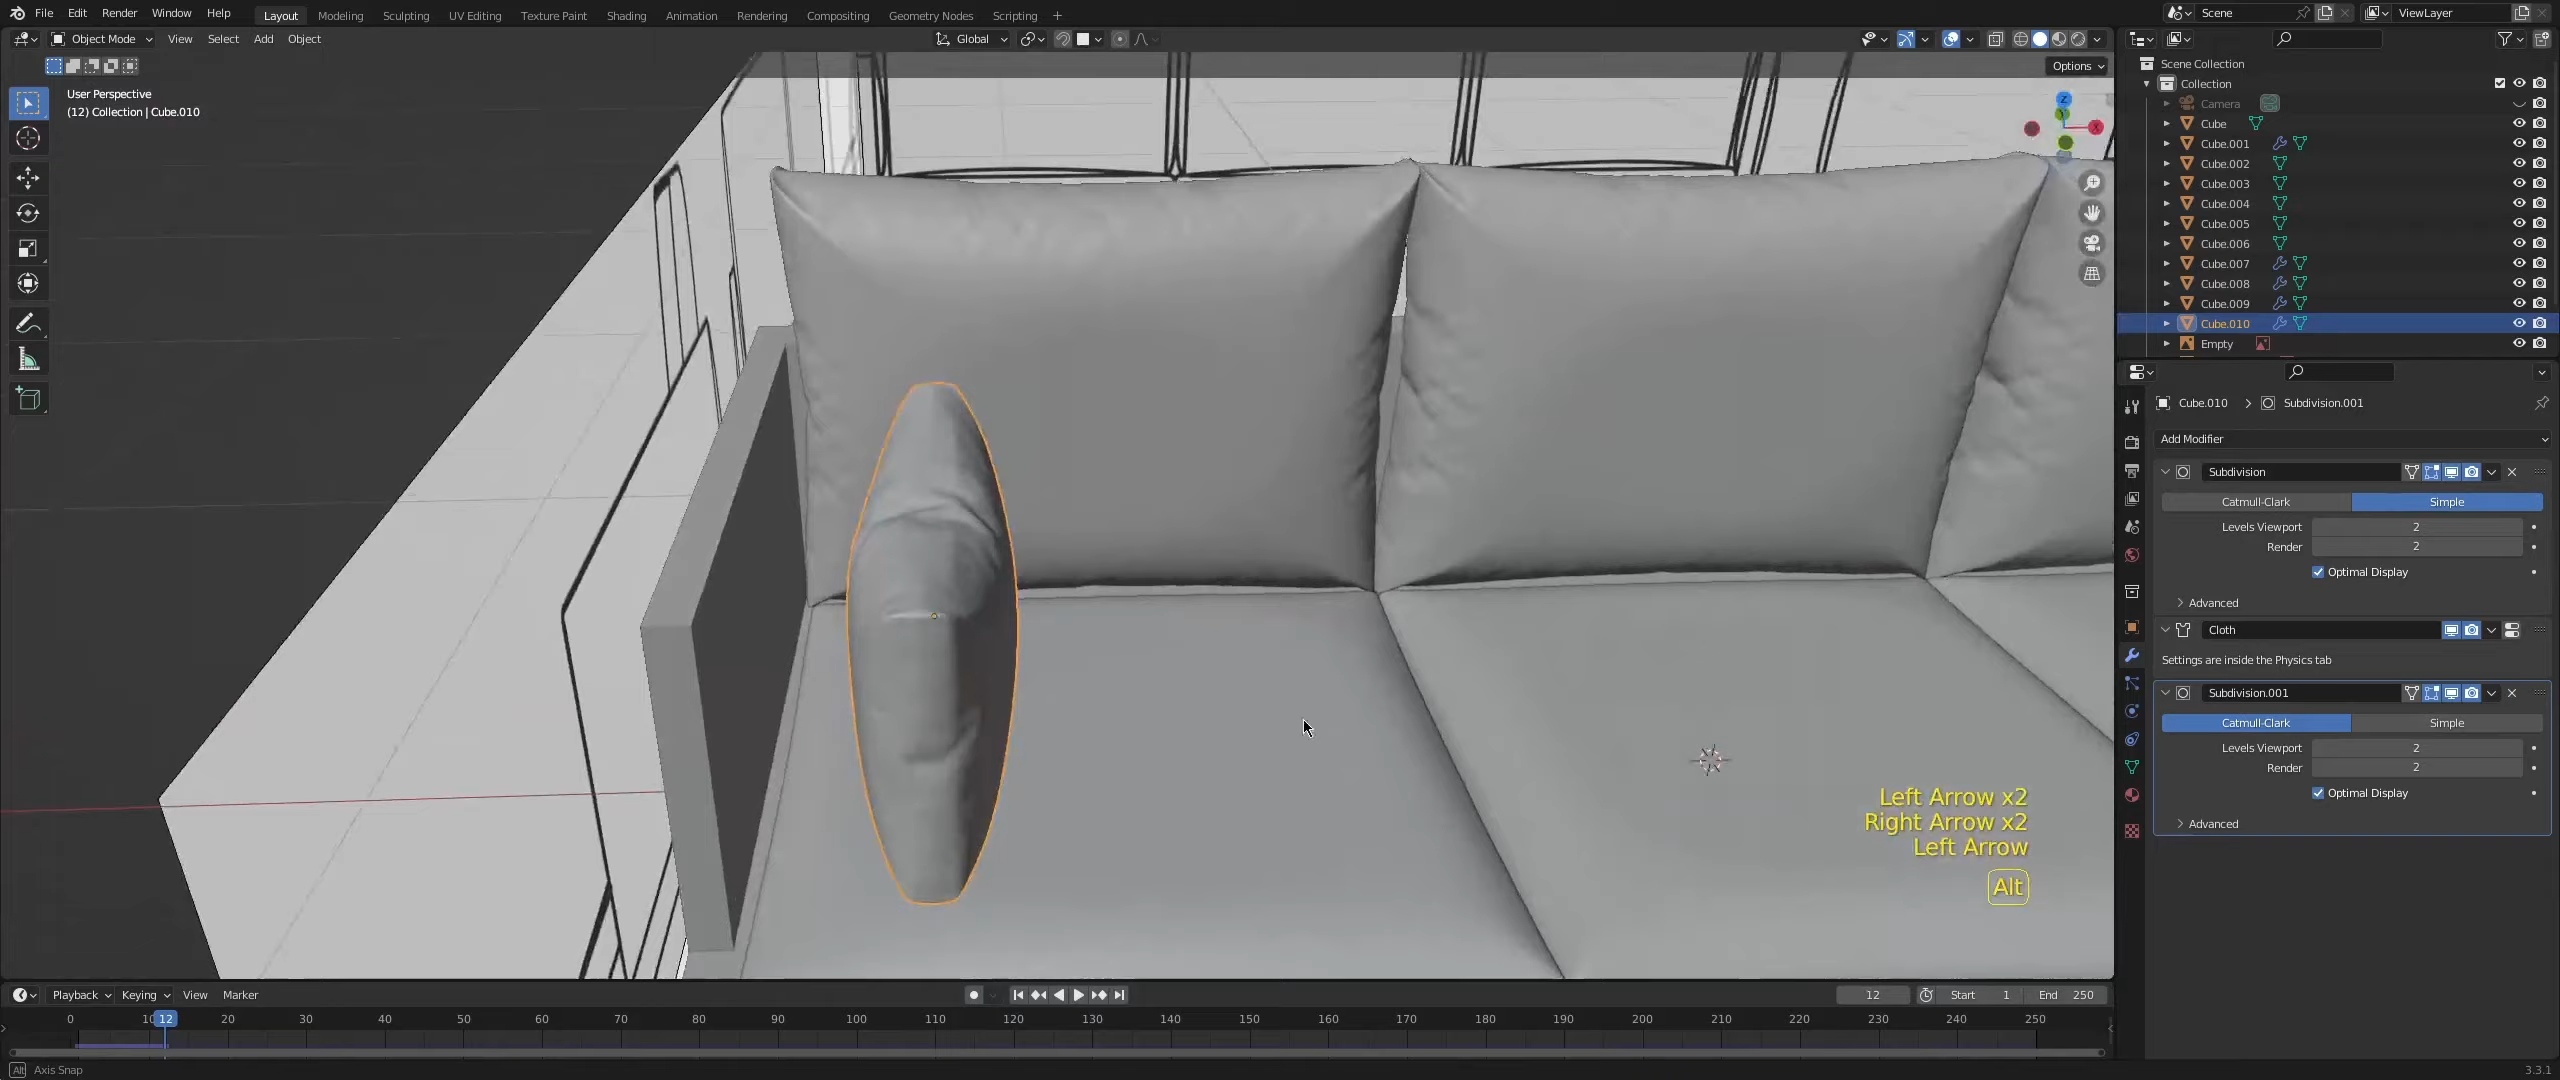 File Edit Render Window Help Layout Modeling Sculpting UV Editing Texture Paint Shading Animation Rendering Compositing Geometry Nodes Scripting + Scene ViewLayer
Object Mode View Select Add Object Global
Options
User Perspective
(12) Collection | Cube.010
Z
X
Scene Collection
Collection
Camera
Cube
Cube.001
Cube.002
Cube.003
Cube.004
Cube.005
Cube.006
Cube.007
Cube.008
Cube.009
Cube.010
Empty
Cube.010 > Subdivision.001
Add Modifier
Subdivision
Catmull-Clark Simple
Levels Viewport 2
Render 2
Optimal Display
Advanced
Cloth
Settings are inside the Physics tab
Subdivision.001
Catmull-Clark Simple
Levels Viewport 2
Render 2
Optimal Display
Advanced
Left Arrow x2
Right Arrow x2
Left Arrow
Alt
Playback Keying View Marker 12 Start 1 End 250
0 10 12 20 30 40 50 60 70 80 90 100 110 120 130 140 150 160 170 180 190 200 210 220 230 240 250
Alt Axis Snap 3.3.1